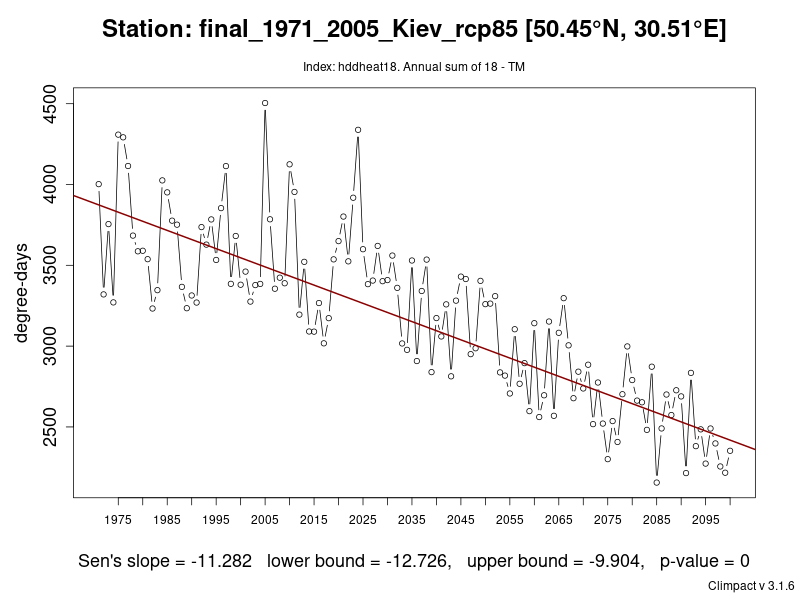 Station: final_1971_2005_Kiev_rcp85 [50.45°N, 30.51°E]
Index: hddheat18. Annual sum of 18 - TM
degree-days
4500
4000
3500
3000
2500
1975 1985 1995 2005 2015 2025 2035 2045 2055 2065 2075 2085 2095
Sen's slope = -11.282 lower bound = -12.726, upper bound = -9.904, p-value = 0
Climpact v 3.1.6